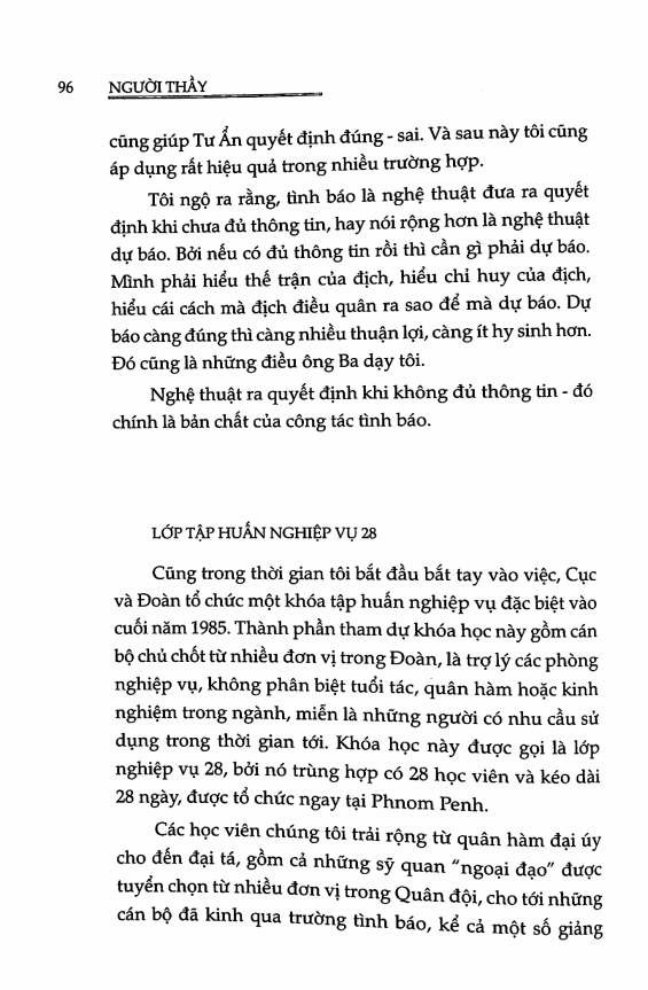 96 NGƯỜI THẦY
cũng giúp Tư Ẩn quyết định đúng - sai. Và sau này tôi cũng
áp dụng rất hiệu quả trong nhiều trường hợp.
Tôi ngộ ra rằng, tình báo là nghệ thuật đưa ra quyết
định khi chưa đủ thông tin, hay nói rộng hơn là nghệ thuật
dự báo. Bởi nếu có đủ thông tin rồi thì cần gì phải dự báo.
Mình phải hiểu thế trận của địch, hiểu chỉ huy của địch,
hiểu cái cách mà địch điều quân ra sao để mà dự báo. Dự
báo càng đúng thì càng nhiều thuận lợi, càng ít hy sinh hơn.
Đó cũng là những điều ông Ba dạy tôi.
Nghệ thuật ra quyết định khi không đủ thông tin - đó
chính là bản chất của công tác tình báo.
LỚP TẬP HUẤN NGHIỆP VỤ 28
Cũng trong thời gian tôi bắt đầu bắt tay vào việc, Cục
và Đoàn tổ chức một khóa tập huấn nghiệp vụ đặc biệt vào
cuối năm 1985. Thành phần tham dự khóa học này gồm cán
bộ chủ chốt từ nhiều đơn vị trong Đoàn, là trợ lý các phòng
nghiệp vụ, không phân biệt tuổi tác, quân hàm hoặc kinh
nghiệm trong ngành, miễn là những người có nhu cầu sử
dụng trong thời gian tới. Khóa học này được gọi là lớp
nghiệp vụ 28, bởi nó trùng hợp có 28 học viên và kéo dài
28 ngày, được tổ chức ngay tại Phnom Penh.
Các học viên chúng tôi trải rộng từ quân hàm đại úy
cho đến đại tá, gồm cả những sỹ quan “ngoại đạo” được
tuyển chọn từ nhiều đơn vị trong Quân đội, cho tới những
cán bộ đã kinh qua trường tình báo, kể cả một số giảng